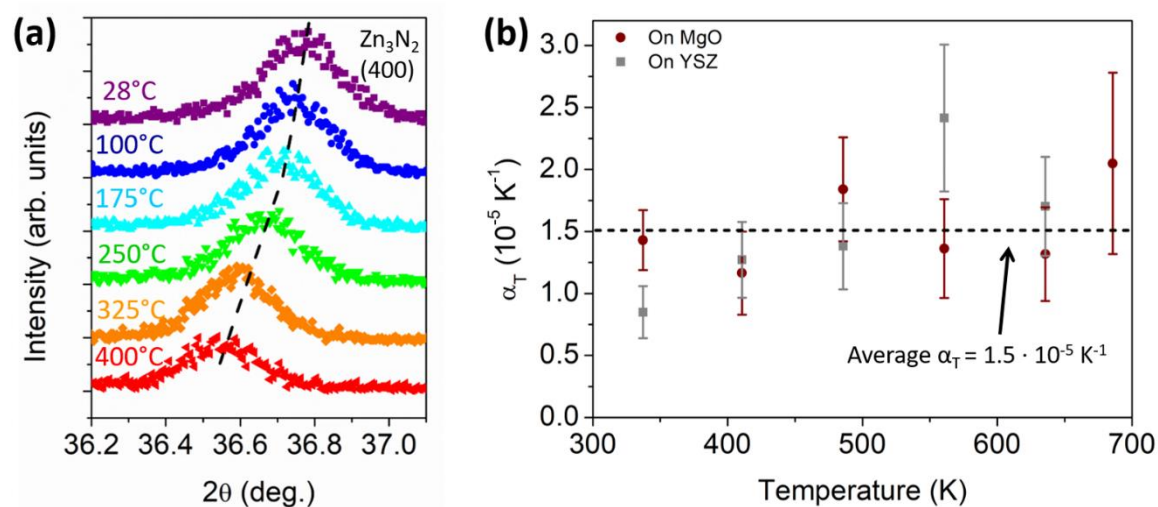 (a)
Zn₃N₂
(400)
28°C
100°C
175°C
250°C
325°C
400°C
Intensity (arb. units)
36.2 36.4 36.6 36.8 37.0
2θ (deg.)
(b)
On MgO
On YSZ
3.0
2.5
2.0
1.5
1.0
0.5
0.0
α_T (10⁻⁵ K⁻¹)
Average α_T = 1.5 · 10⁻⁵ K⁻¹
300 400 500 600 700
Temperature (K)